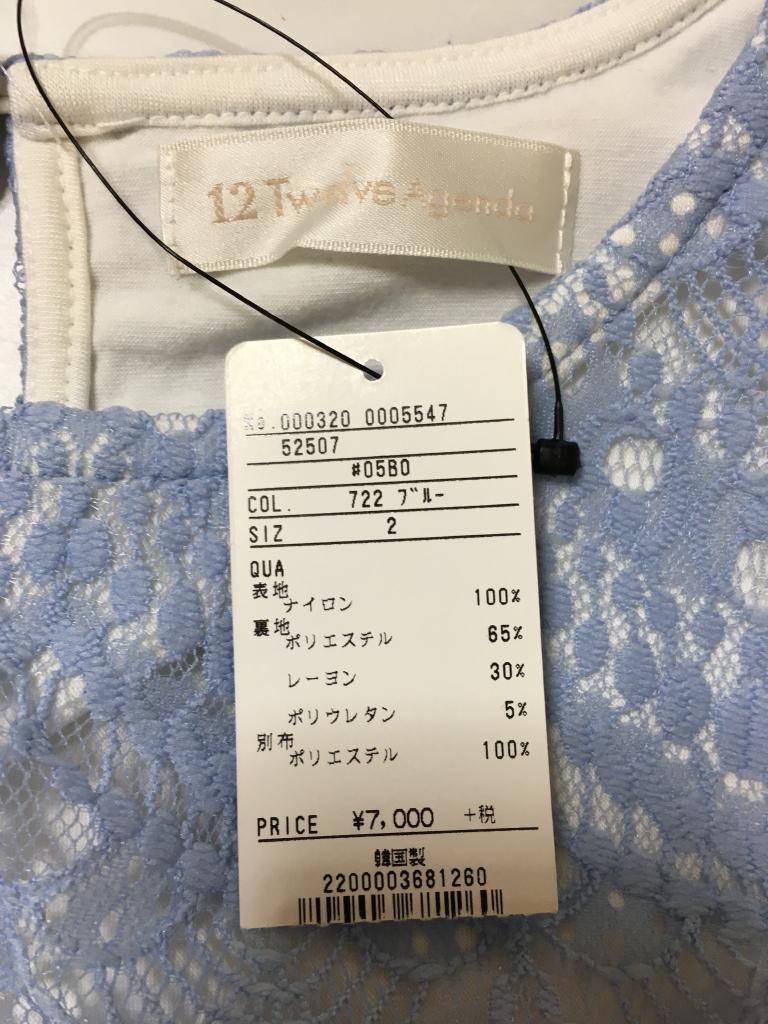 12 Twelve Agenda
No.000320 0005547
52507
#05B0
COL. 722 ブルー
SIZ 2
QUA
表地
ナイロン 100%
裏地
ポリエステル 65%
レーヨン 30%
ポリウレタン 5%
別布
ポリエステル 100%
PRICE ¥7,000 +税
韓国製
2200003681260